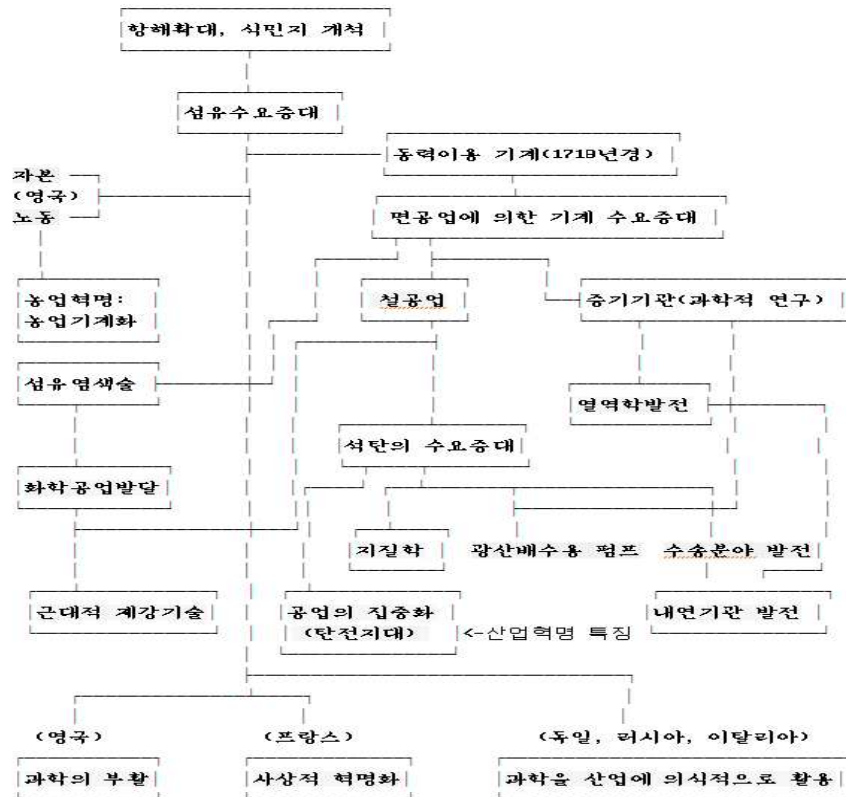 항해확대, 식민지 개척
섬유수요증대
동력이용 기계(1718년경)
자본
(영국)
노동
면공업에 의한 기계 수요증대
농업혁명:
농업기계화
철공업
증기기관(과학적 연구)
섬유염색술
열역학발전
석탄의 수요증대
화학공업발달
지질학
광산배수용 펌프
수송분야 발전
근대적 제강기술
공업의 집중화
(탄전지대)
<-산업혁명 특징
내연기관 발전
(영국)
(프랑스)
(독일, 러시아, 이탈리아)
과학의 부활
사상적 혁명화
과학을 산업에 의식적으로 활용